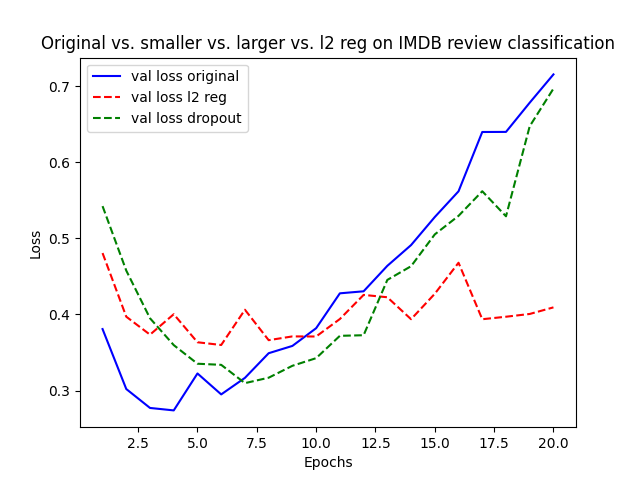 Original vs. smaller vs. larger vs. l2 reg on IMDB review classification
val loss original
val loss l2 reg
val loss dropout
0.7
0.6
0.5
0.4
0.3
Loss
2.5 5.0 7.5 10.0 12.5 15.0 17.5 20.0
Epochs